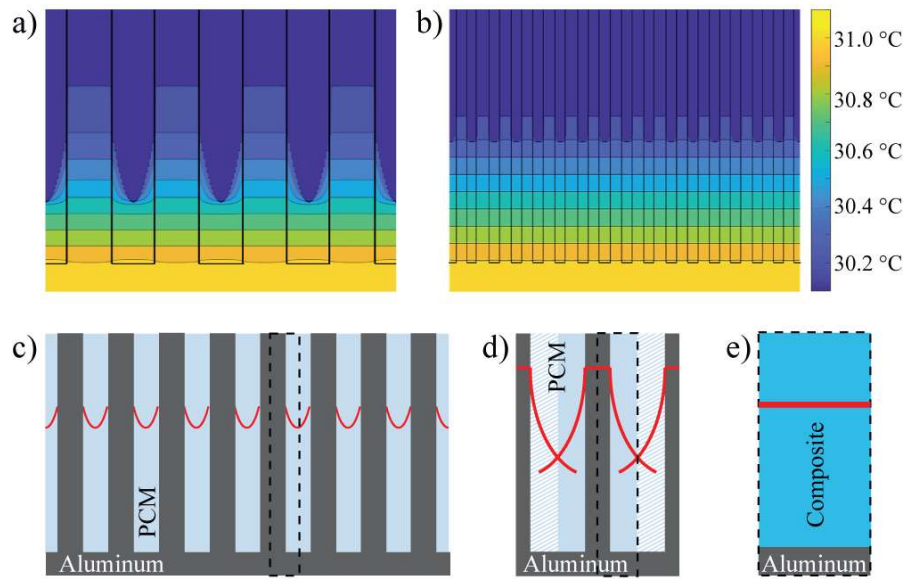 a)
b)
31.0 °C
30.8 °C
30.6 °C
30.4 °C
30.2 °C
c)
PCM
Aluminum
d)
PCM
Aluminum
e)
Composite
Aluminum